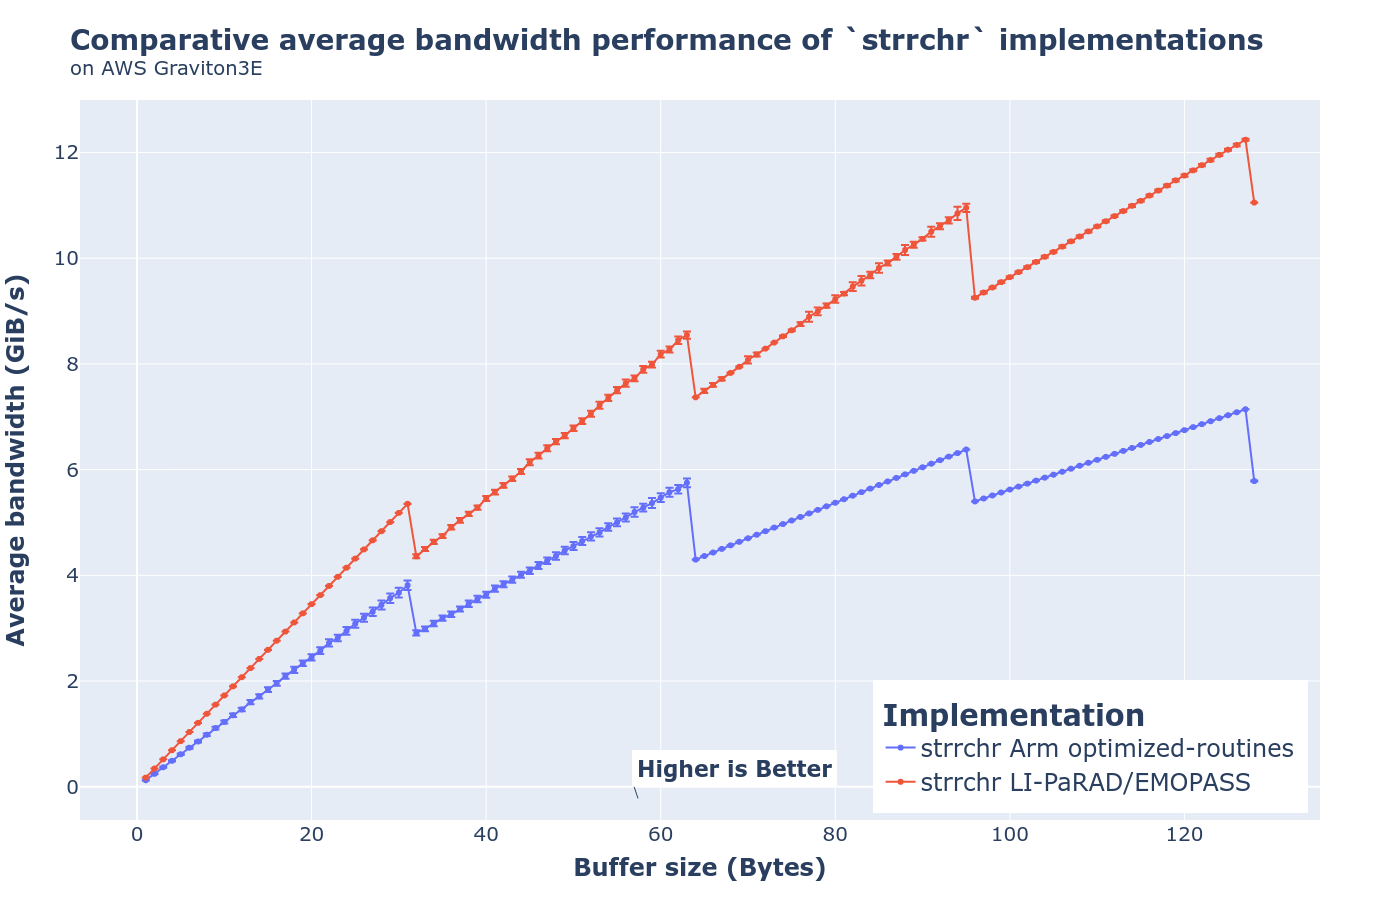 Comparative average bandwidth performance of `strrchr` implementations
on AWS Graviton3E
Average bandwidth (GiB/s)
12
10
8
6
4
2
0
Higher is Better
Implementation
strrchr Arm optimized-routines
strrchr LI-PaRAD/EMOPASS
0 20 40 60 80 100 120
Buffer size (Bytes)